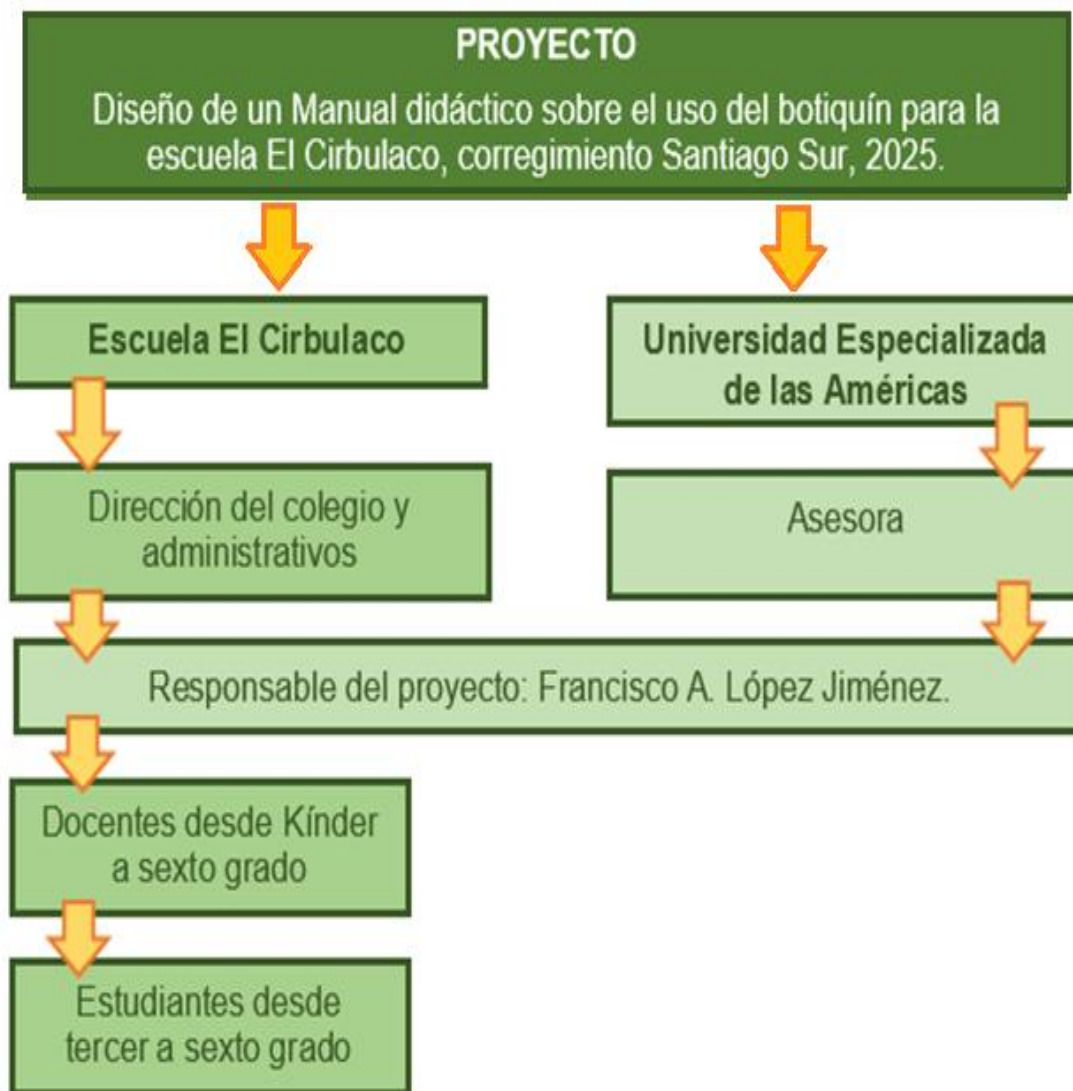 PROYECTO
Diseño de un Manual didáctico sobre el uso del botiquín para la
escuela El Cirbulaco, corregimiento Santiago Sur, 2025.
Escuela El Cirbulaco
Universidad Especializada
de las Américas
Dirección del colegio y
administrativos
Asesora
Responsable del proyecto: Francisco A. López Jiménez.
Docentes desde Kínder
a sexto grado
Estudiantes desde
tercer a sexto grado